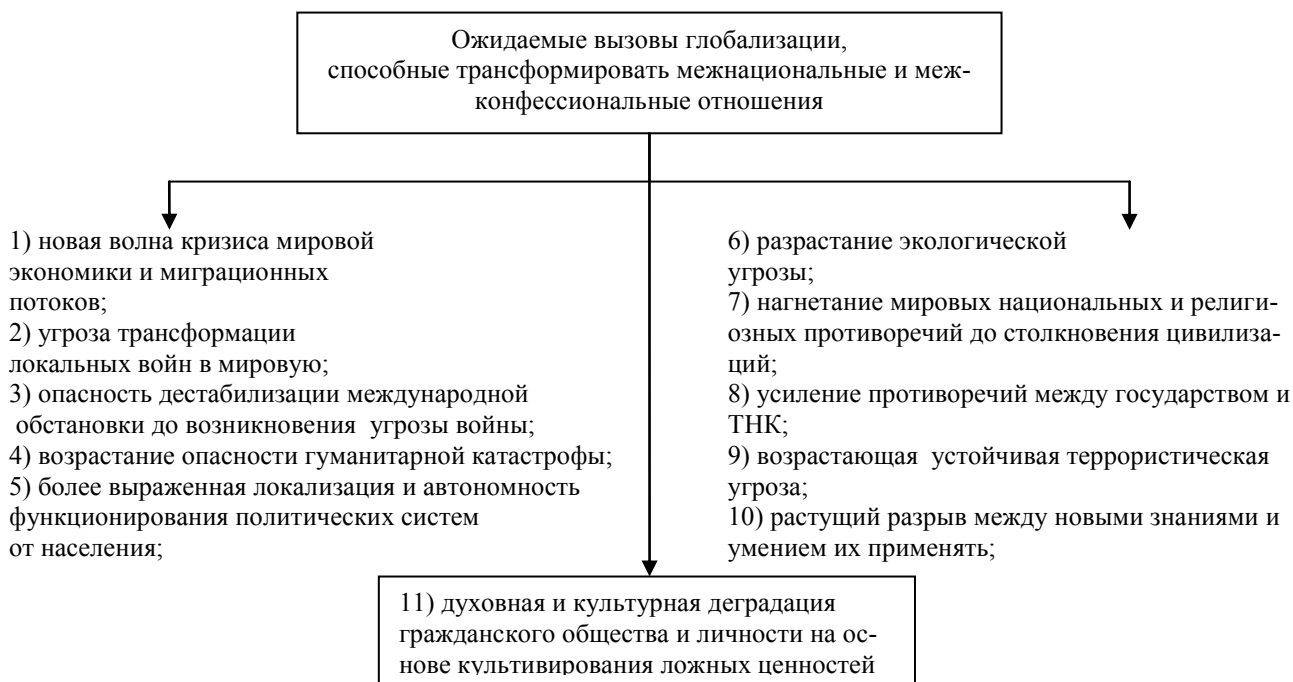 Ожидаемые вызовы глобализации,
способные трансформировать межнациональные и меж-
конфессиональные отношения
1) новая волна кризиса мировой
экономики и миграционных
потоков;
2) угроза трансформации
локальных войн в мировую;
3) опасность дестабилизации международной
обстановки до возникновения угрозы войны;
4) возрастание опасности гуманитарной катастрофы;
5) более выраженная локализация и автономность
функционирования политических систем
от населения;
6) разрастание экологической
угрозы;
7) нагнетание мировых национальных и религи-
озных противоречий до столкновения цивилиза-
ций;
8) усиление противоречий между государством и
ТНК;
9) возрастающая устойчивая террористическая
угроза;
10) растущий разрыв между новыми знаниями и
умением их применять;
11) духовная и культурная деградация
гражданского общества и личности на ос-
нове культивирования ложных ценностей